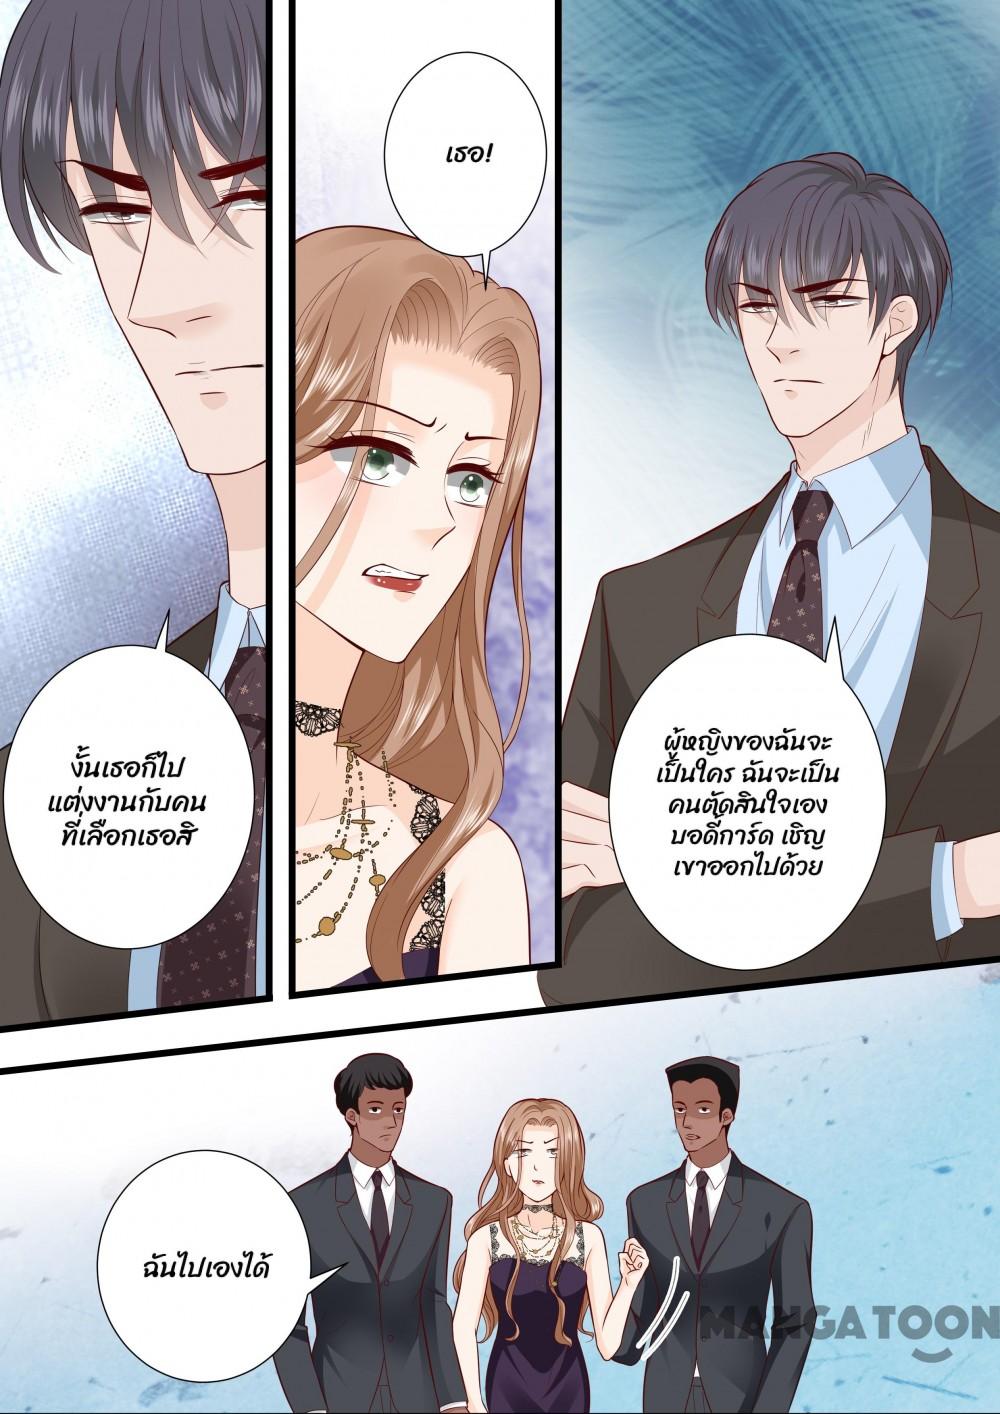 งั้นเธอก็ไป
แต่งงานกับคน
ที่เลือกเธอสิ
เธอ!
ผู้หญิงของฉันจะ
เป็นใคร ฉันจะเป็น
คนตัดสินใจเอง
บอดี้การ์ด เชิญ
เขาออกไปด้วย
ฉันไปเองได้
MANGATOON